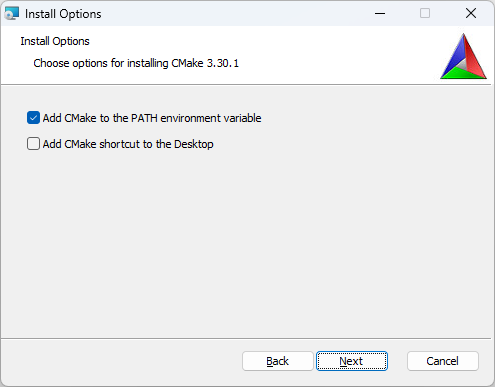 Install Options
Install Options
Choose options for installing CMake 3.30.1
Add CMake to the PATH environment variable
Add CMake shortcut to the Desktop
Back
Next
Cancel